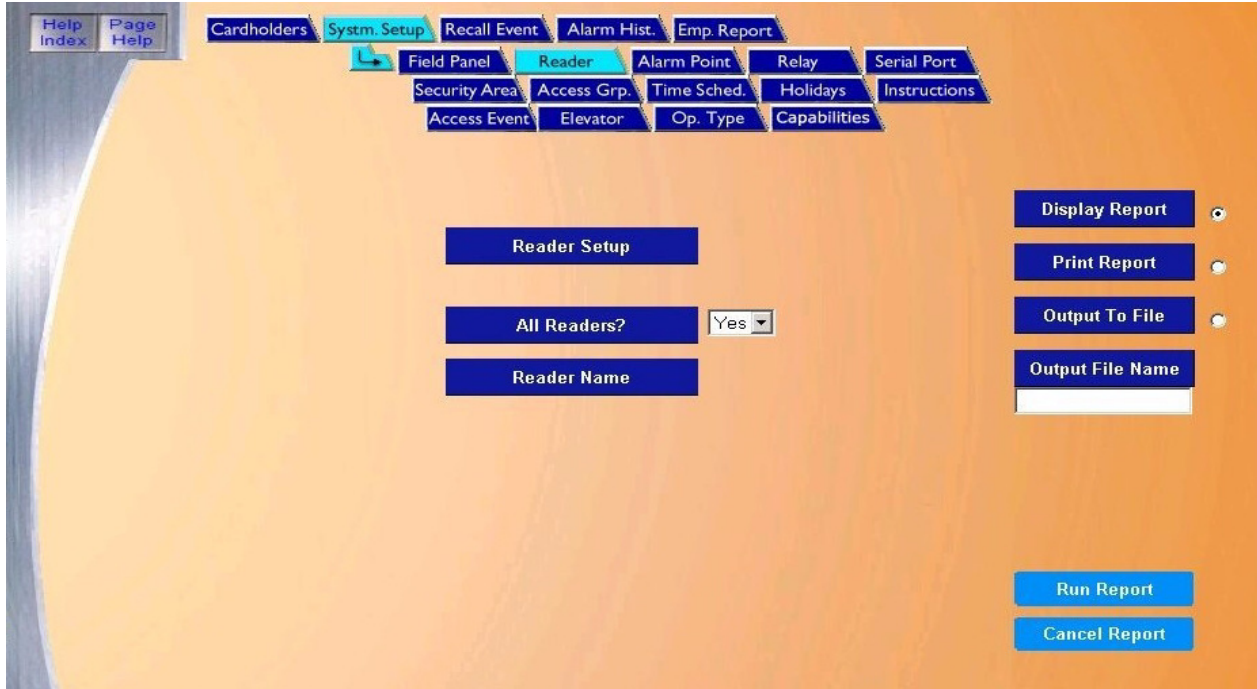 Help Index Page Help
Cardholders Systm. Setup Recall Event Alarm Hist. Emp. Report
Field Panel Reader Alarm Point Relay Serial Port
Security Area Access Grp. Time Sched. Holidays Instructions
Access Event Elevator Op. Type Capabilities
Display Report
Reader Setup
Print Report
All Readers? Yes
Output To File
Reader Name
Output File Name
Run Report
Cancel Report